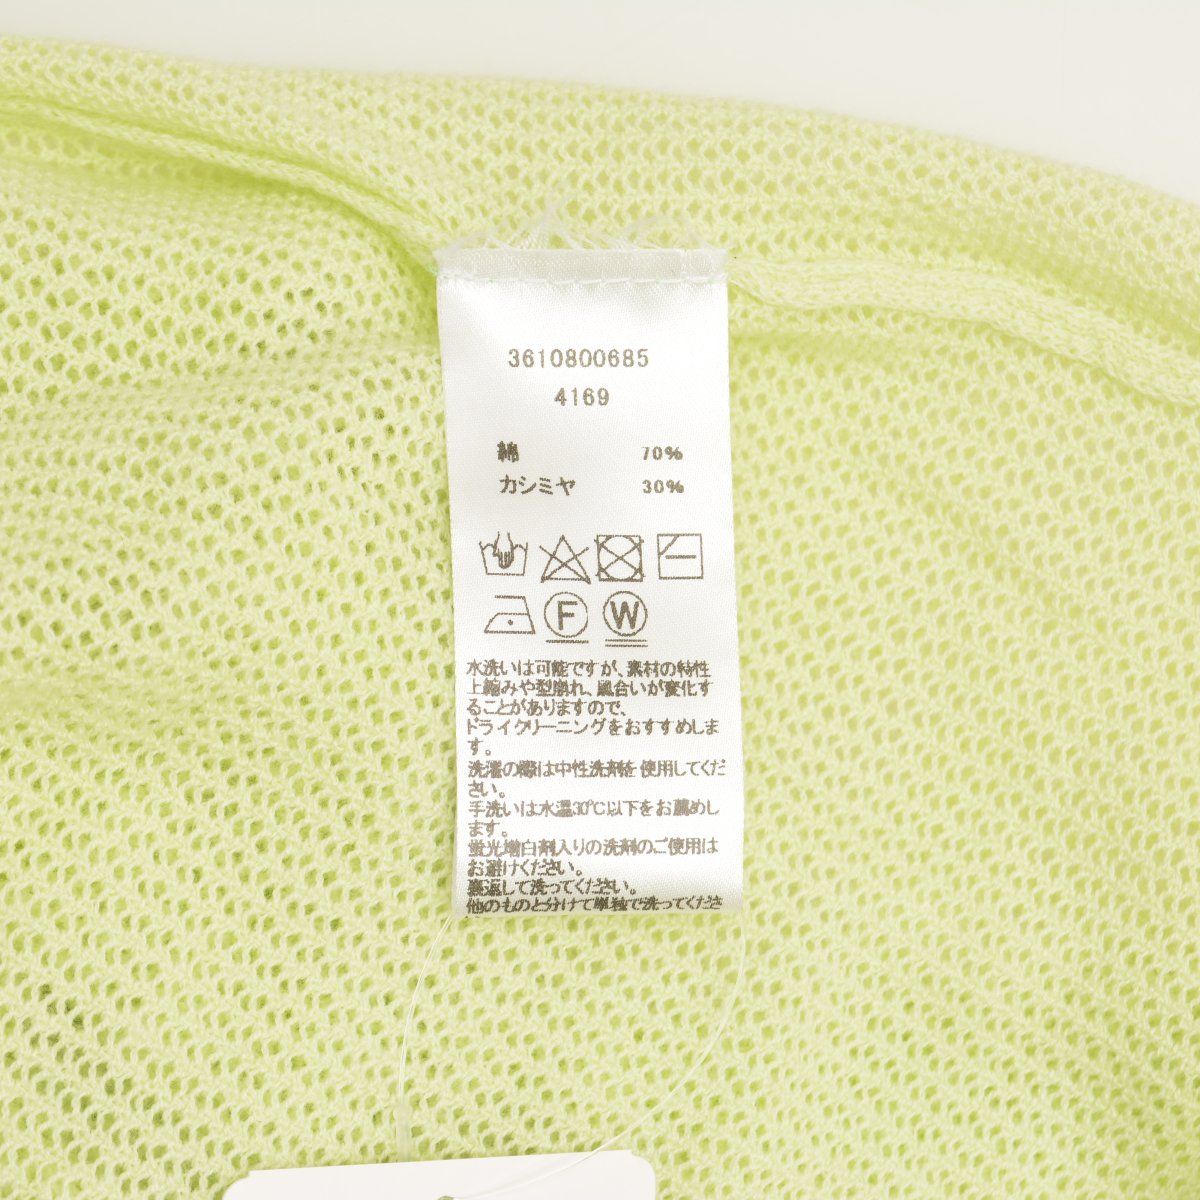 3610800685
4169
綿 70%
カシミヤ 30%
F W
水洗いは可能ですが、素材の特性
上縮みや型崩れ、風合いが変化す
ることがありますので、
ドライクリーニングをおすすめしま
す。
洗濯の際は中性洗剤を使用してくだ
さい。
手洗いは水温30℃以下をお薦めし
ます。
蛍光増白剤入りの洗剤のご使用は
お避けください。
裏返して洗ってください。
他のものと分けて単独で洗ってくださ